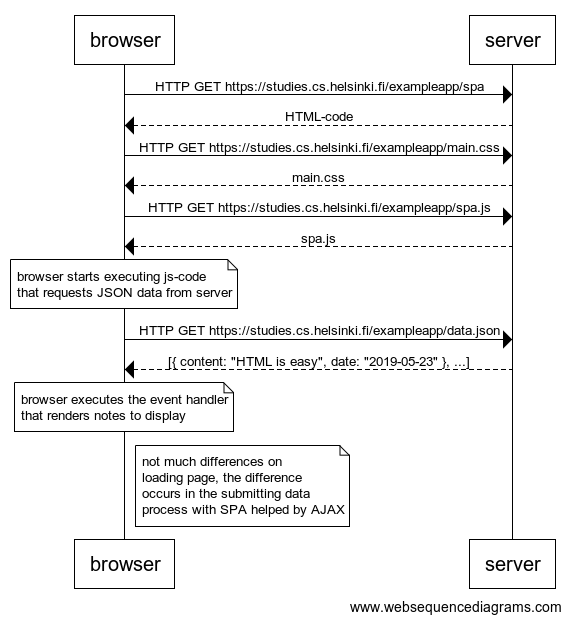 browser
server
HTTP GET https://studies.cs.helsinki.fi/exampleapp/spa
HTML-code
HTTP GET https://studies.cs.helsinki.fi/exampleapp/main.css
main.css
HTTP GET https://studies.cs.helsinki.fi/exampleapp/spa.js
spa.js
browser starts executing js-code
that requests JSON data from server
HTTP GET https://studies.cs.helsinki.fi/exampleapp/data.json
[{ content: "HTML is easy", date: "2019-05-23" }, ...]
browser executes the event handler
that renders notes to display
not much differences on
loading page, the difference
occurs in the submitting data
process with SPA helped by AJAX
browser
server
www.websequencediagrams.com